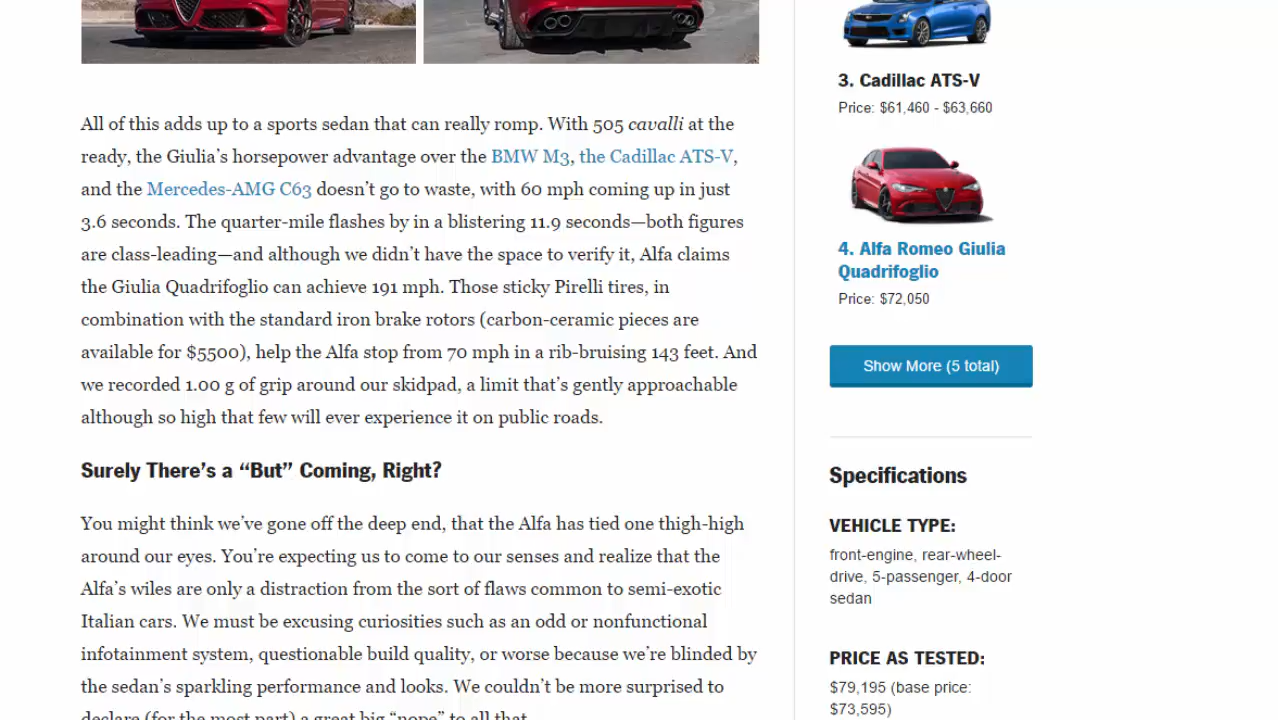 All of this adds up to a sports sedan that can really romp. With 505 cavalli at the
ready, the Giulia’s horsepower advantage over the BMW M3, the Cadillac ATS-V,
and the Mercedes-AMG C63 doesn’t go to waste, with 60 mph coming up in just
3.6 seconds. The quarter-mile flashes by in a blistering 11.9 seconds—both figures
are class-leading—and although we didn’t have the space to verify it, Alfa claims
the Giulia Quadrifoglio can achieve 191 mph. Those sticky Pirelli tires, in
combination with the standard iron brake rotors (carbon-ceramic pieces are
available for $5500), help the Alfa stop from 70 mph in a rib-bruising 143 feet. And
we recorded 1.00 g of grip around our skidpad, a limit that’s gently approachable
although so high that few will ever experience it on public roads.
Surely There’s a “But” Coming, Right?
You might think we’ve gone off the deep end, that the Alfa has tied one thigh-high
around our eyes. You’re expecting us to come to our senses and realize that the
Alfa’s wiles are only a distraction from the sort of flaws common to semi-exotic
Italian cars. We must be excusing curiosities such as an odd or nonfunctional
infotainment system, questionable build quality, or worse because we’re blinded by
the sedan’s sparkling performance and looks. We couldn’t be more surprised to
declare (for the most part) a great big “nope” to all that.
3. Cadillac ATS-V
Price: $61,460 - $63,660
4. Alfa Romeo Giulia
Quadrifoglio
Price: $72,050
Show More (5 total)
Specifications
VEHICLE TYPE:
front-engine, rear-wheel-
drive, 5-passenger, 4-door
sedan
PRICE AS TESTED:
$79,195 (base price:
$73,595)